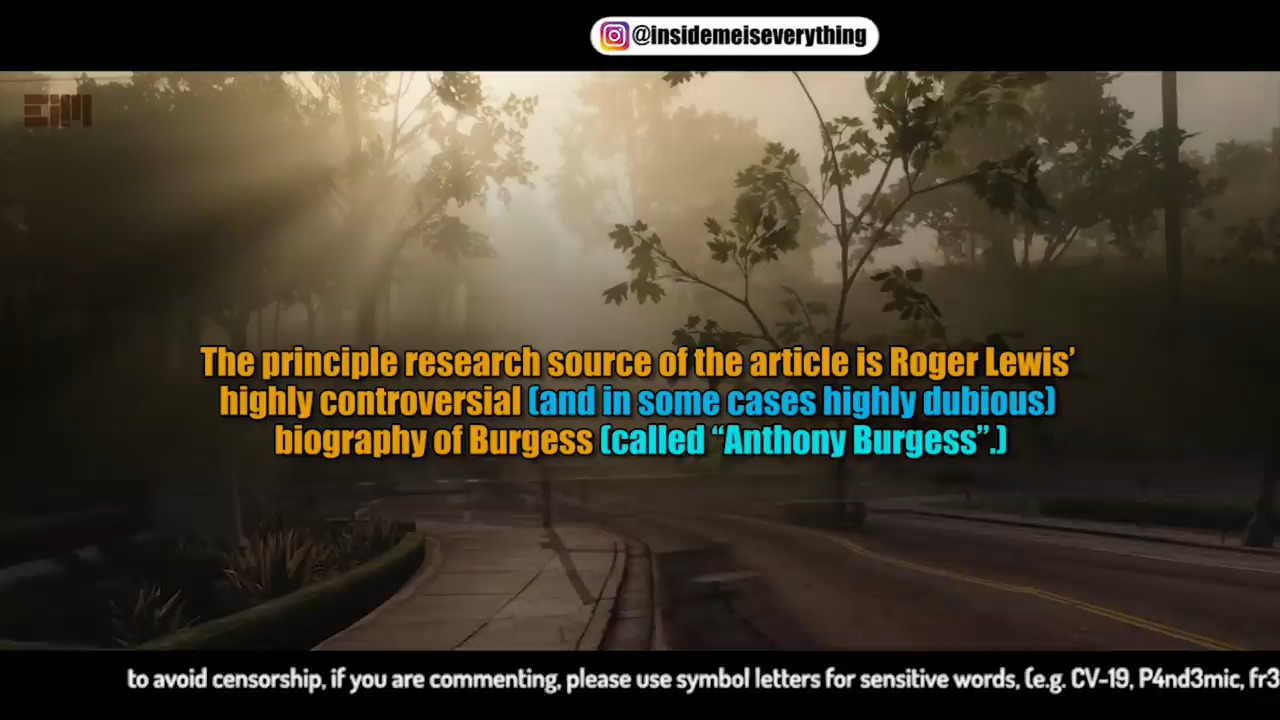 @insidemeiseverything
EiM
The principle research source of the article is Roger Lewis’
highly controversial (and in some cases highly dubious)
biography of Burgess (called “Anthony Burgess”.)
to avoid censorship, if you are commenting, please use symbol letters for sensitive words, (e.g. CV-19, P4nd3mic, fr3